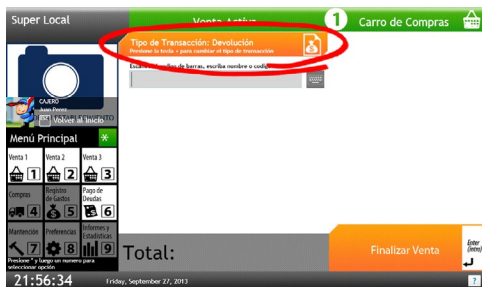 Super Local
Venta Activa
1
Carro de Compras
Tipo de Transacción: Devolución
Presione la tecla + para cambiar el tipo de transacción
CAJERO
Juan Perez
Volver al Inicio
Menú Principal
*
Venta 1
Venta 2
Venta 3
1
2
3
Compras
Registro de Gastos
Pago de Deudas
4
5
6
Mantención
Preferencias
Informes y Estadísticas
7
8
9
Presione * y luego un numero para
seleccionar opción
Total:
Finalizar Venta
Enter
(intro)
21:56:34
Friday, September 27, 2013
?